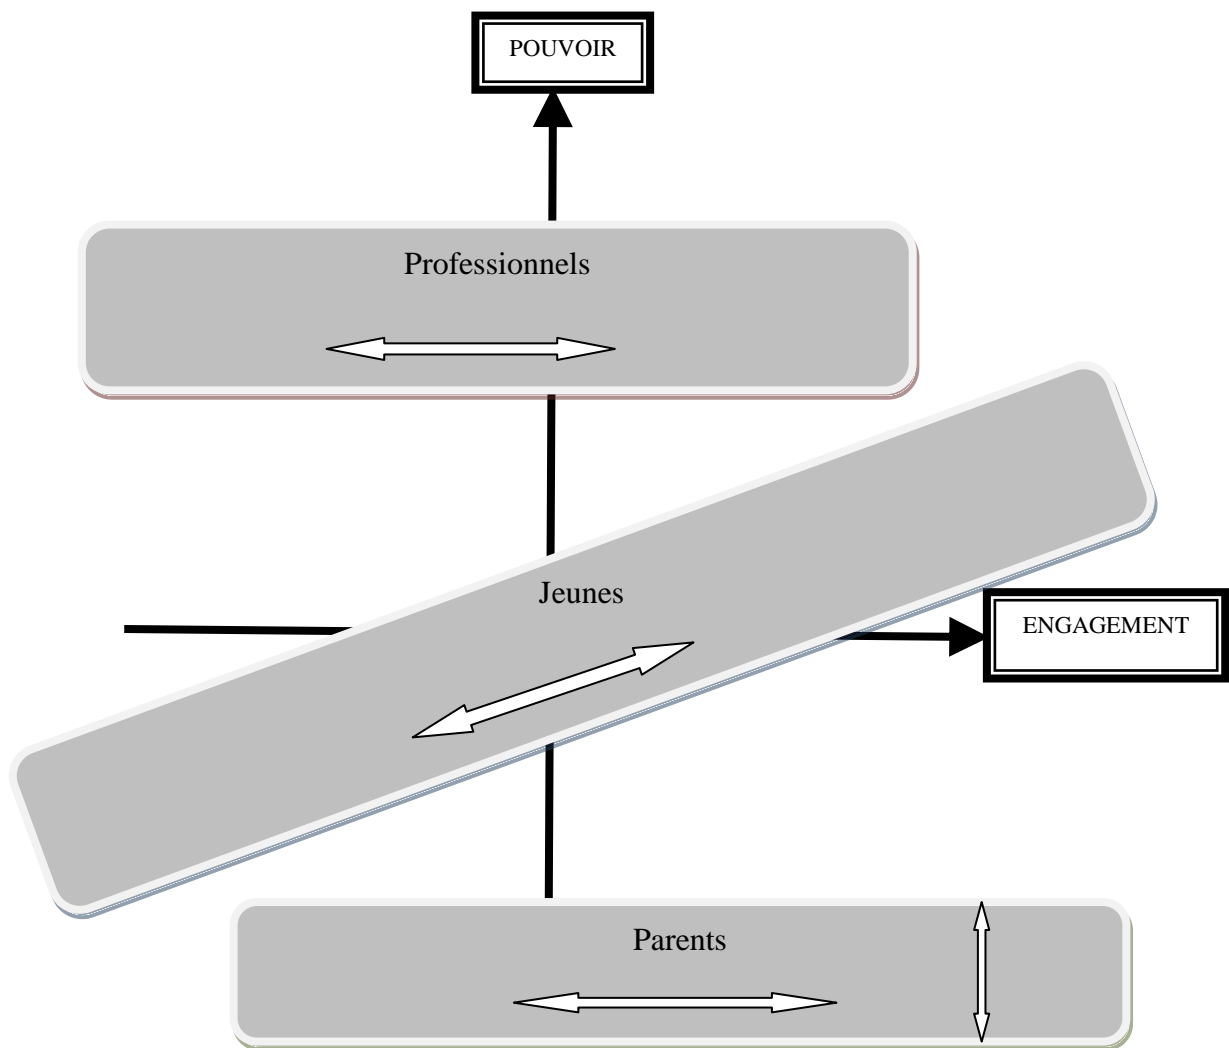 POUVOIR
Professionnels
Jeunes
ENGAGEMENT
Parents